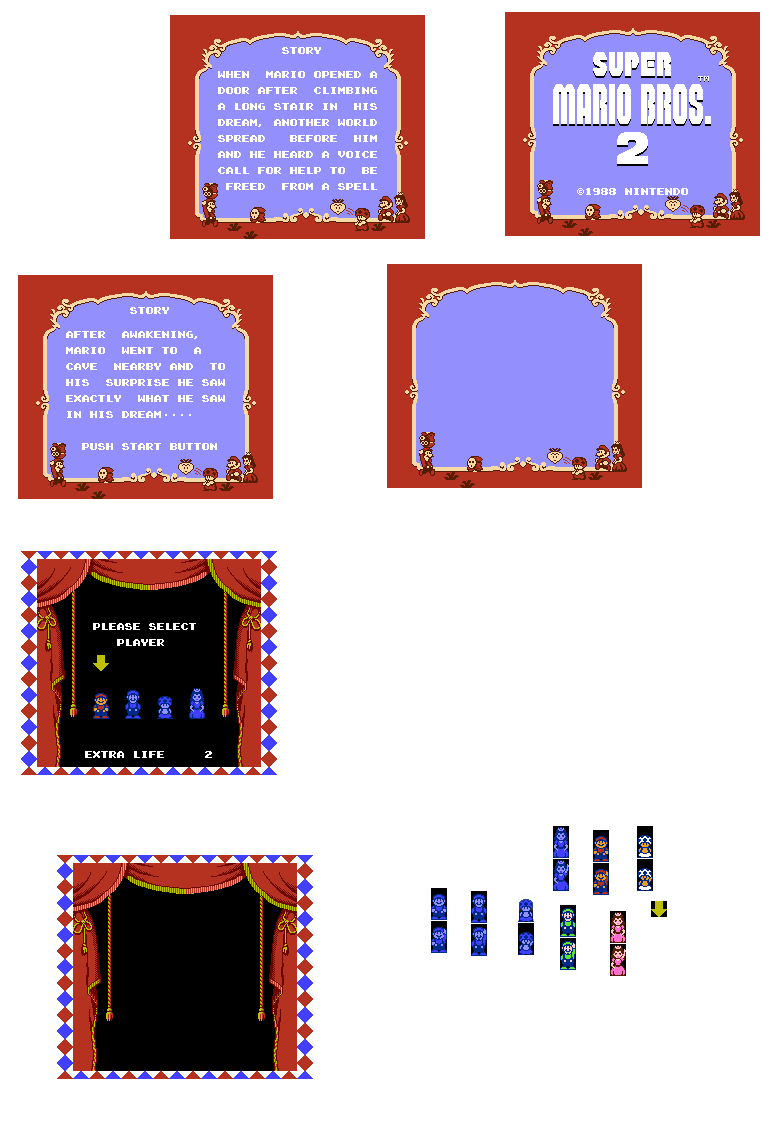 STORY
WHEN MARIO OPENED A
DOOR AFTER CLIMBING
A LONG STAIR IN HIS
DREAM, ANOTHER WORLD
SPREAD BEFORE HIM
AND HE HEARD A VOICE
CALL FOR HELP TO BE
FREED FROM A SPELL
SUPER
MARIO BROS.™
2
©1988 NINTENDO
STORY
AFTER AWAKENING,
MARIO WENT TO A
CAVE NEARBY AND TO
HIS SURPRISE HE SAW
EXACTLY WHAT HE SAW
IN HIS DREAM····
PUSH START BUTTON
PLEASE SELECT
PLAYER
EXTRA LIFE 2